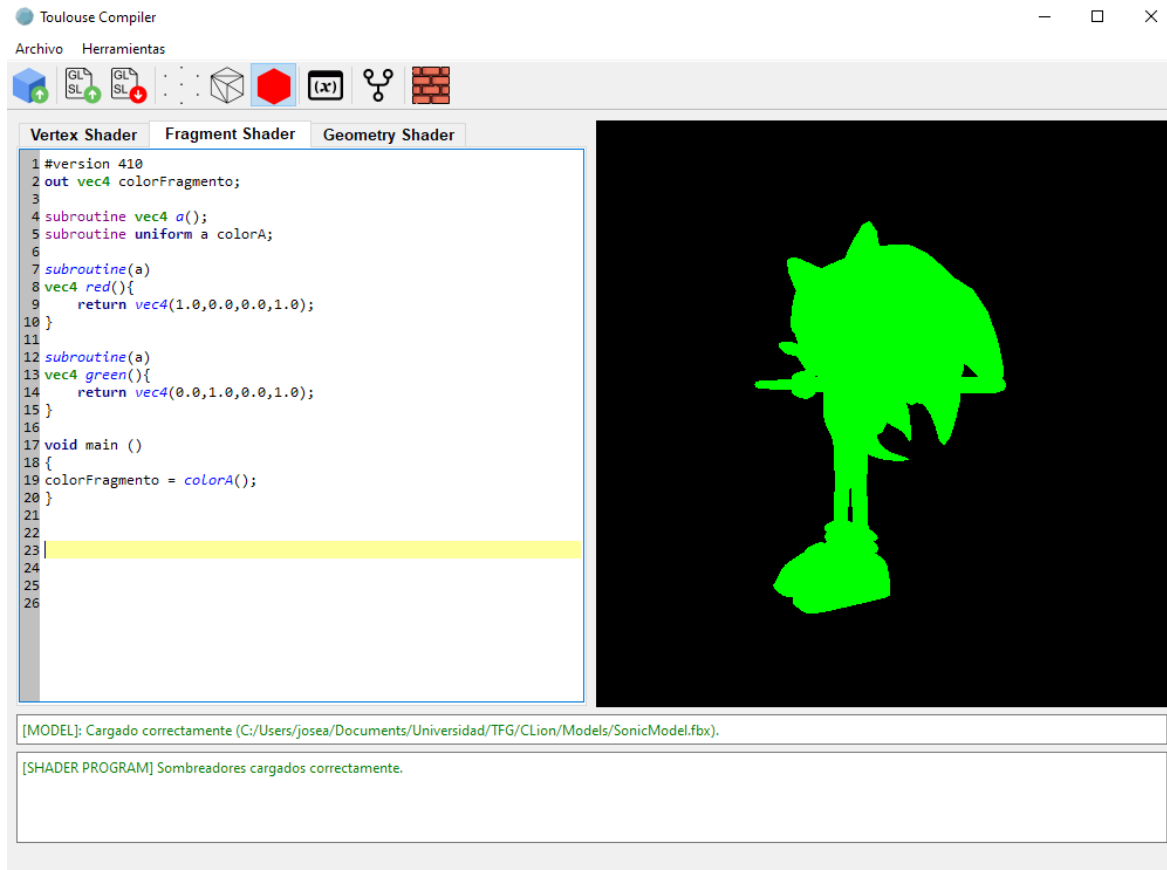 Toulouse Compiler
Archivo Herramientas
GL SL GL SL (x)
Vertex Shader Fragment Shader Geometry Shader
1 #version 410
2 out vec4 colorFragmento;
3
4 subroutine vec4 a();
5 subroutine uniform a colorA;
6
7 subroutine(a)
8 vec4 red(){
9     return vec4(1.0,0.0,0.0,1.0);
10 }
11
12 subroutine(a)
13 vec4 green(){
14     return vec4(0.0,1.0,0.0,1.0);
15 }
16
17 void main ()
18 {
19 colorFragmento = colorA();
20 }
21
22
23
24
25
26
[MODEL]: Cargado correctamente (C:/Users/josea/Documents/Universidad/TFG/CLion/Models/SonicModel.fbx).
[SHADER PROGRAM] Sombreadores cargados correctamente.